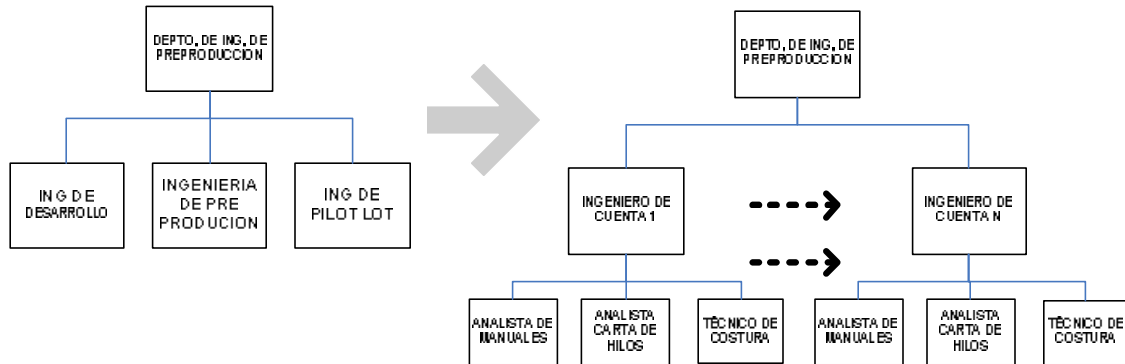 DEPTO, DE ING, DE
PREPRODUCCION
ING DE
DESARROLLO
INGENIERIA
DE PRE
PRODUCION
ING DE
PILOT LOT
DEPTO, DE ING, DE
PREPRODUCCION
INGENIERO DE
CUENTA 1
INGENIERO DE
CUENTA N
ANALISTA DE
MANUALES
ANALISTA
CARTA DE
HILOS
TÉCNICO DE
COSTURA
ANALISTA DE
MANUALES
ANALISTA
CARTA DE
HILOS
TÉCNICO DE
COSTURA